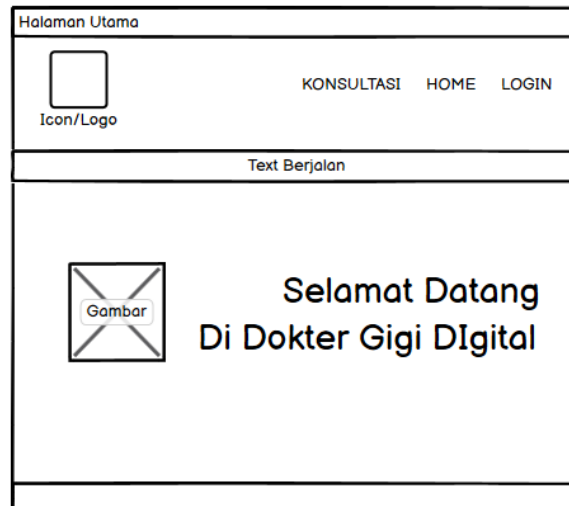 Halaman Utama
KONSULTASI HOME LOGIN
Icon/Logo
Text Berjalan
Gambar
Selamat Datang
Di Dokter Gigi DIgital